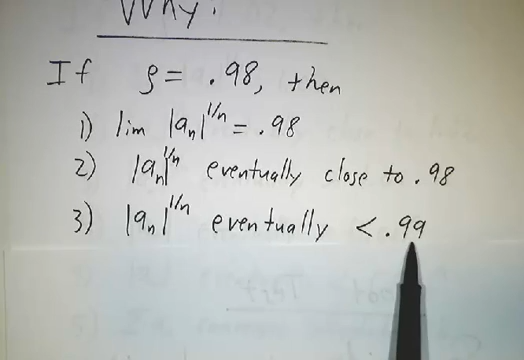 Why?
If ρ = .98, then
1) lim |aₙ|^1/n = .98
2) |aₙ|^1/n eventually close to .98
3) |aₙ|^1/n eventually < .99